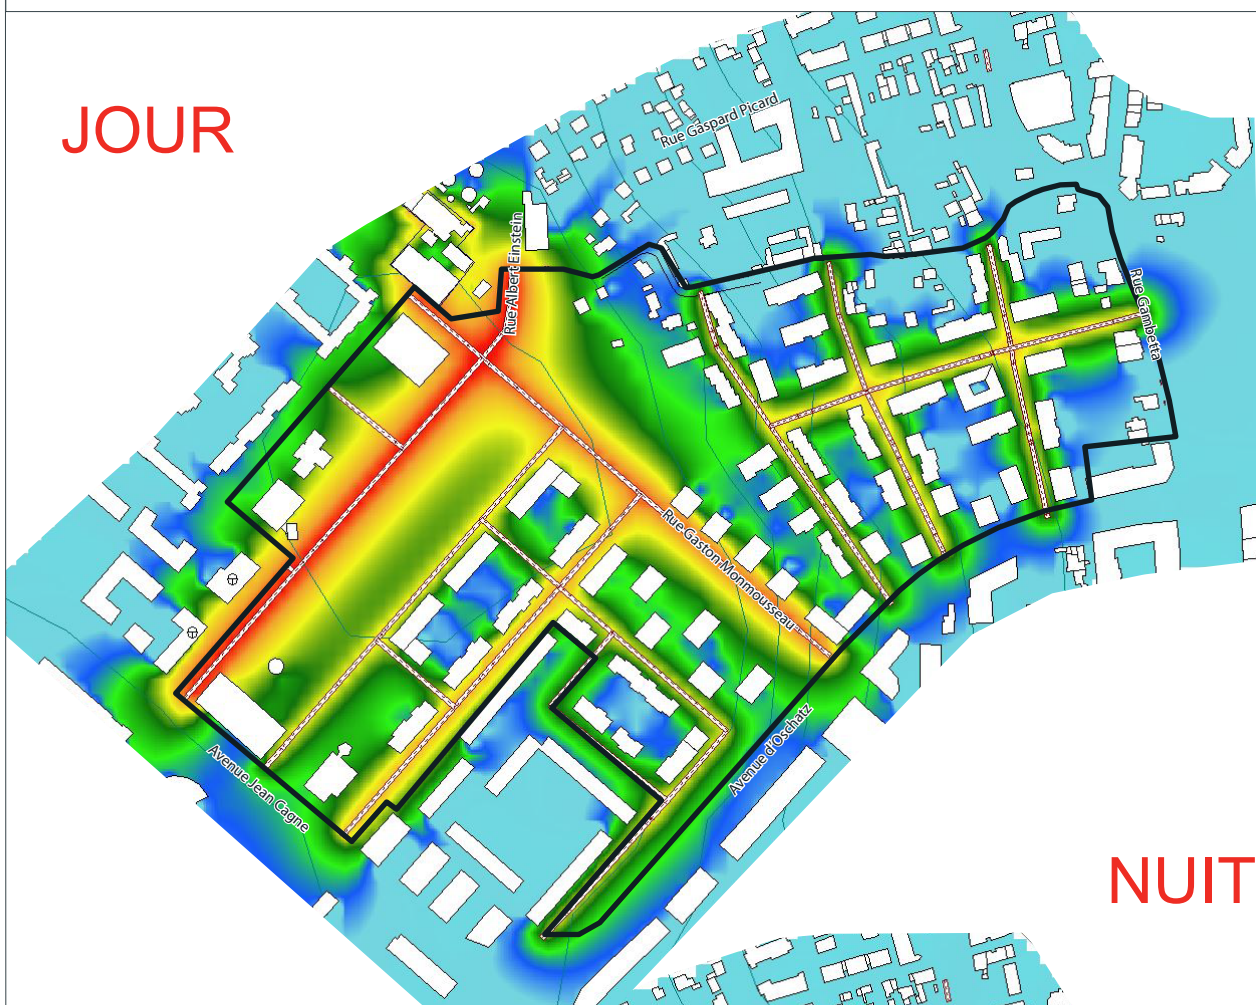 JOUR
Rue Gaspard Picard
Rue Albert Einstein
Rue Gambetta
Rue Gaston Monmousseau
Avenue d'Oschatz
Avenue Jean Cagne
NUIT